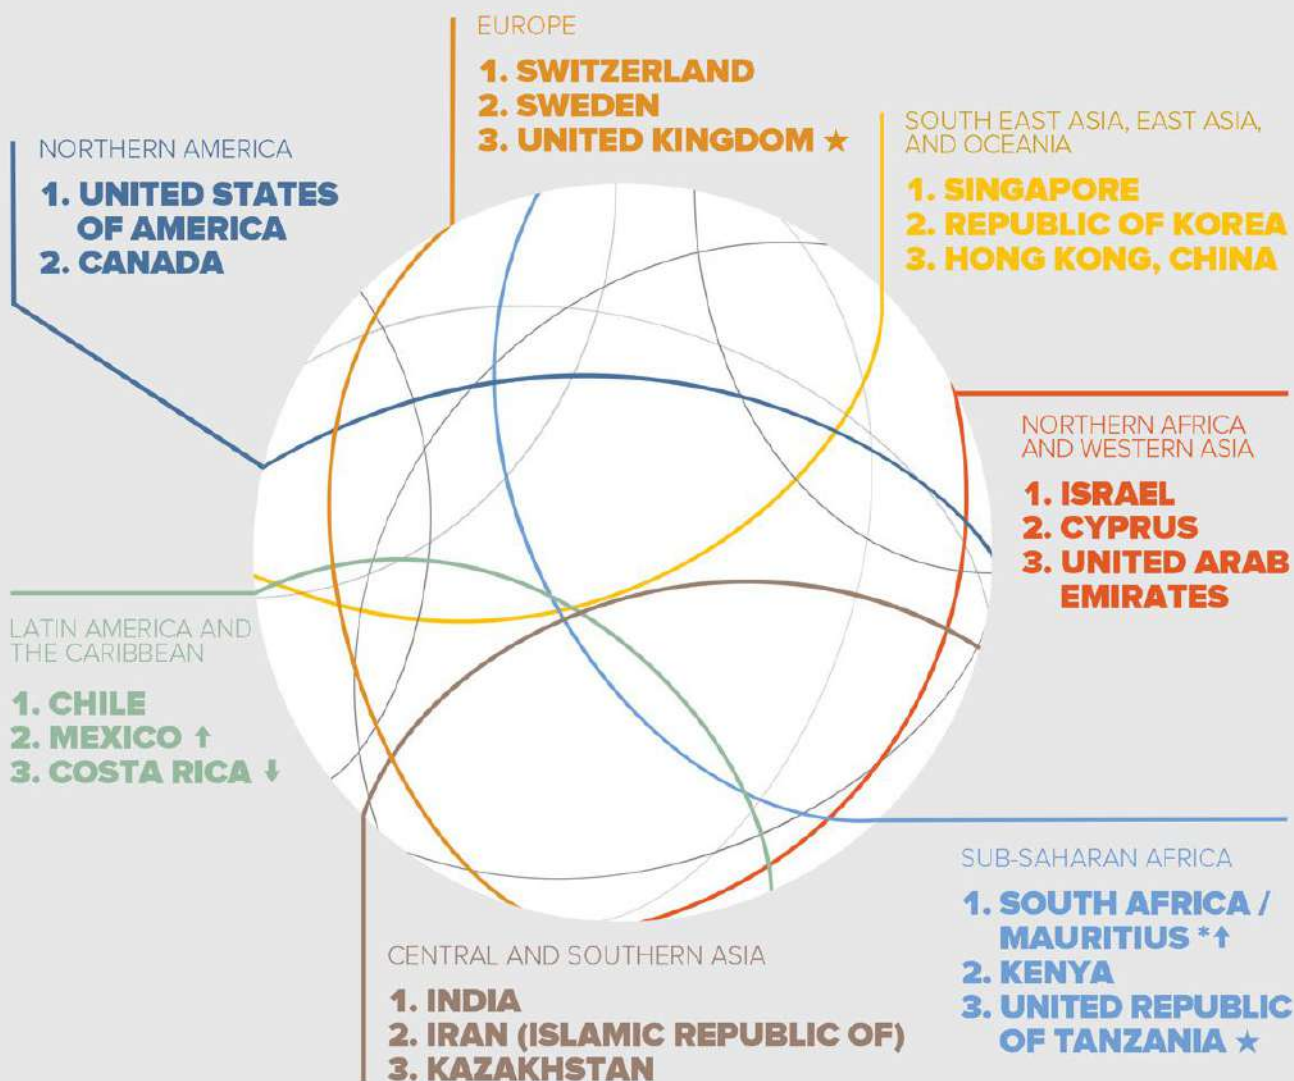 EUROPE
1. SWITZERLAND
2. SWEDEN
3. UNITED KINGDOM ★
NORTHERN AMERICA
1. UNITED STATES
OF AMERICA
2. CANADA
SOUTH EAST ASIA, EAST ASIA,
AND OCEANIA
1. SINGAPORE
2. REPUBLIC OF KOREA
3. HONG KONG, CHINA
NORTHERN AFRICA
AND WESTERN ASIA
1. ISRAEL
2. CYPRUS
3. UNITED ARAB
EMIRATES
LATIN AMERICA AND
THE CARIBBEAN
1. CHILE
2. MEXICO ↑
3. COSTA RICA ↓
SUB-SAHARAN AFRICA
1. SOUTH AFRICA /
MAURITIUS *↑
2. KENYA
3. UNITED REPUBLIC
OF TANZANIA ★
CENTRAL AND SOUTHERN ASIA
1. INDIA
2. IRAN (ISLAMIC REPUBLIC OF)
3. KAZAKHSTAN